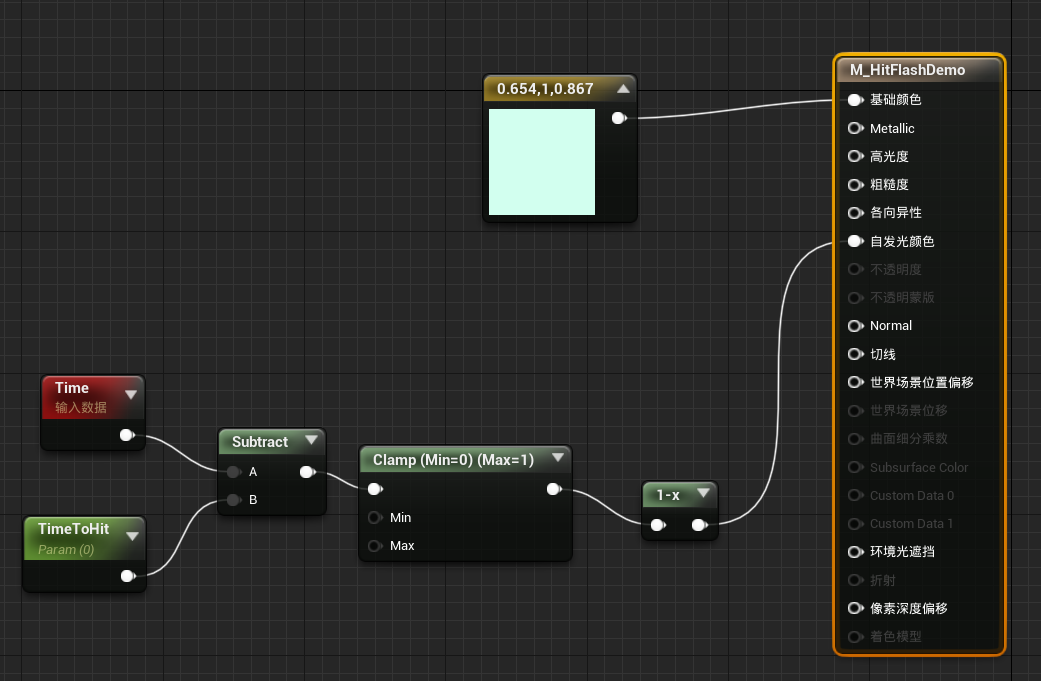 0.654,1,0.867
M_HitFlashDemo
基础颜色
Metallic
高光度
粗糙度
各向异性
自发光颜色
不透明度
不透明蒙版
Normal
切线
世界场景位置偏移
世界场景位移
曲面细分乘数
Subsurface Color
Custom Data 0
Custom Data 1
环境光遮挡
折射
像素深度偏移
着色模型
Time
输入数据
Subtract
A
B
TimeToHit
Param (0)
Clamp (Min=0) (Max=1)
Min
Max
1-x